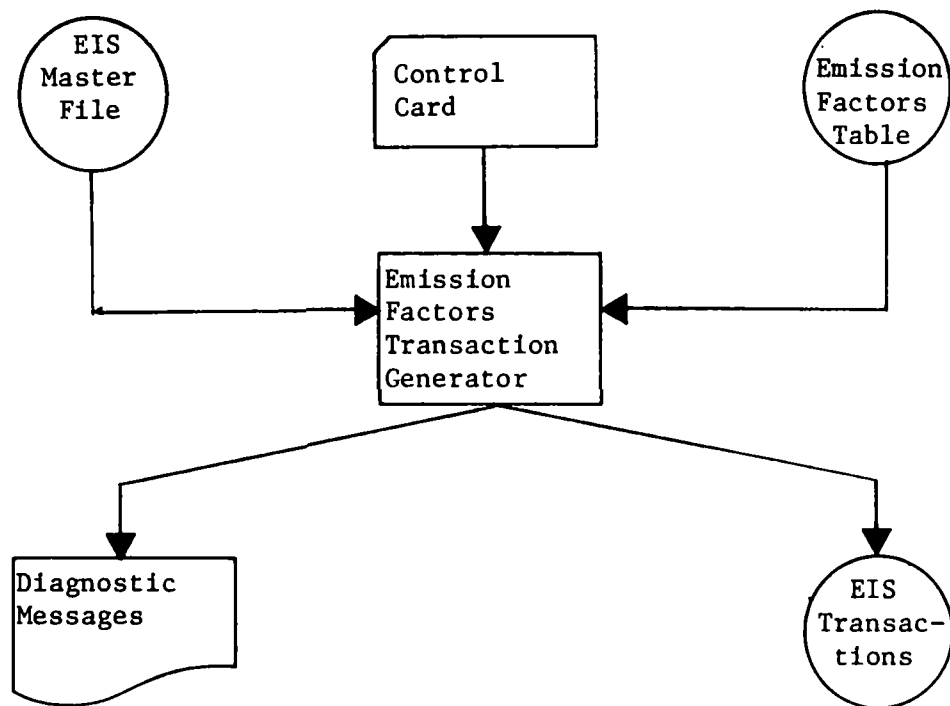 EIS
Master
File
Control
Card
Emission
Factors
Table
Emission
Factors
Transaction
Generator
Diagnostic
Messages
EIS
Transac-
tions